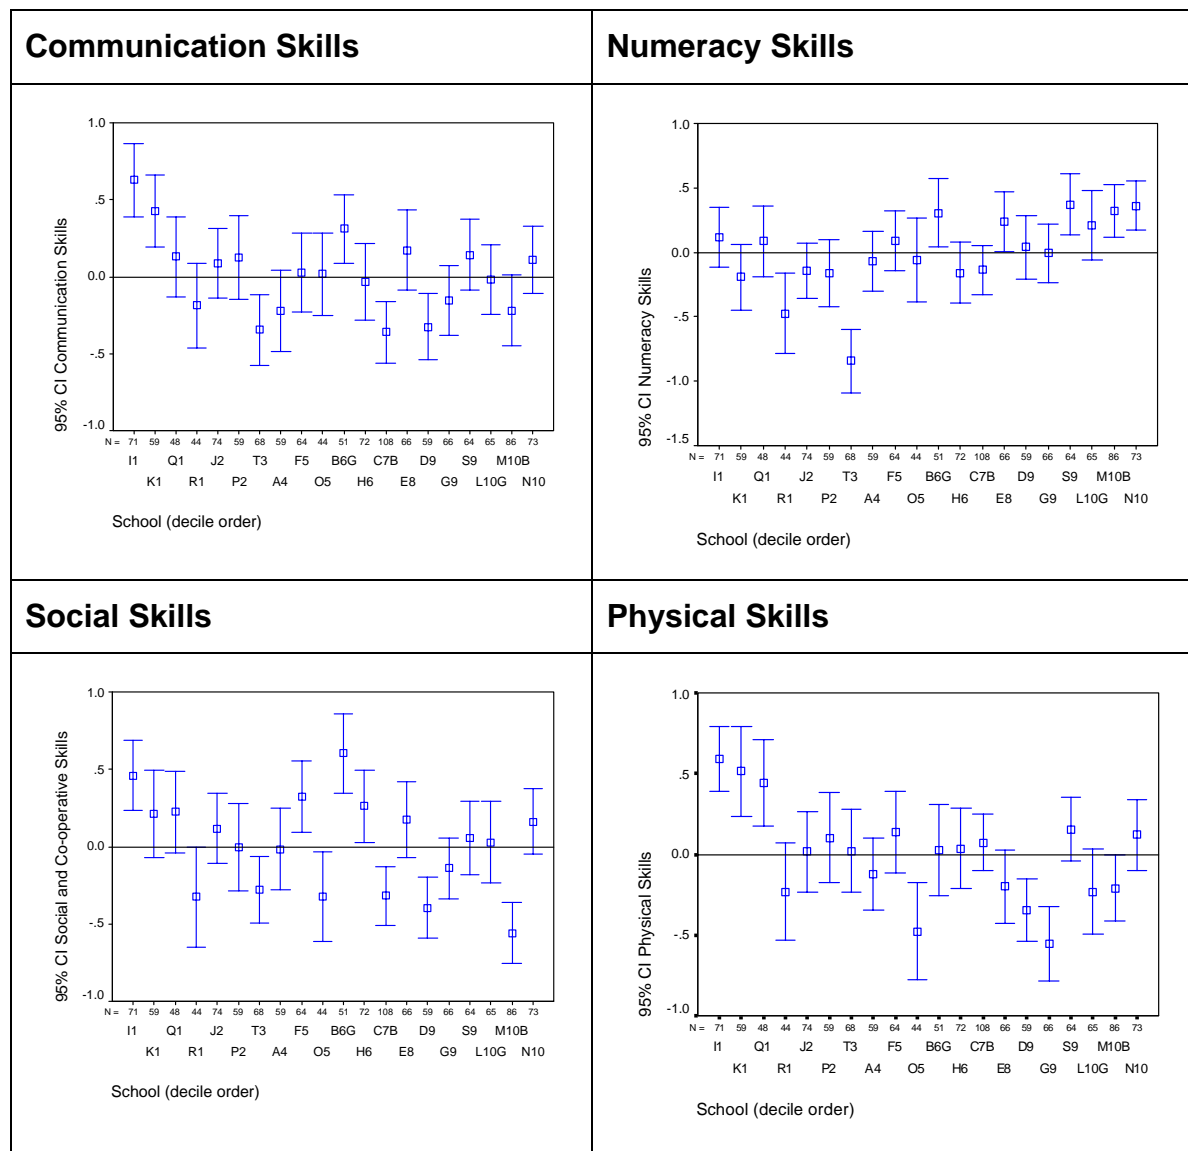 Communication Skills
Numeracy Skills
95% CI Communication Skills
1.0
.5
0.0
-.5
-1.0
N = 71 59 48 44 74 59 68 59 64 44 51 72 108 66 59 66 64 65 86 73
I1 Q1 J2 T3 F5 B6G C7B D9 S9 M10B
K1 R1 P2 A4 O5 H6 E8 G9 L10G N10
School (decile order)
95% CI Numeracy Skills
1.0
.5
0.0
-.5
-1.0
-1.5
N = 71 59 48 44 74 59 68 59 64 44 51 72 108 66 59 66 64 65 86 73
I1 Q1 J2 T3 F5 B6G C7B D9 S9 M10B
K1 R1 P2 A4 O5 H6 E8 G9 L10G N10
School (decile order)
Social Skills
Physical Skills
95% CI Social and Co-operative Skills
1.0
.5
0.0
-.5
-1.0
N = 71 59 48 44 74 59 68 59 64 44 51 72 108 66 59 66 64 65 86 73
I1 Q1 J2 T3 F5 B6G C7B D9 S9 M10B
K1 R1 P2 A4 O5 H6 E8 G9 L10G N10
School (decile order)
95% CI Physical Skills
1.0
.5
0.0
-.5
-1.0
N = 71 59 48 44 74 59 68 59 64 44 51 72 108 66 59 66 64 65 86 73
I1 Q1 J2 T3 F5 B6G C7B D9 S9 M10B
K1 R1 P2 A4 O5 H6 E8 G9 L10G N10
School (decile order)